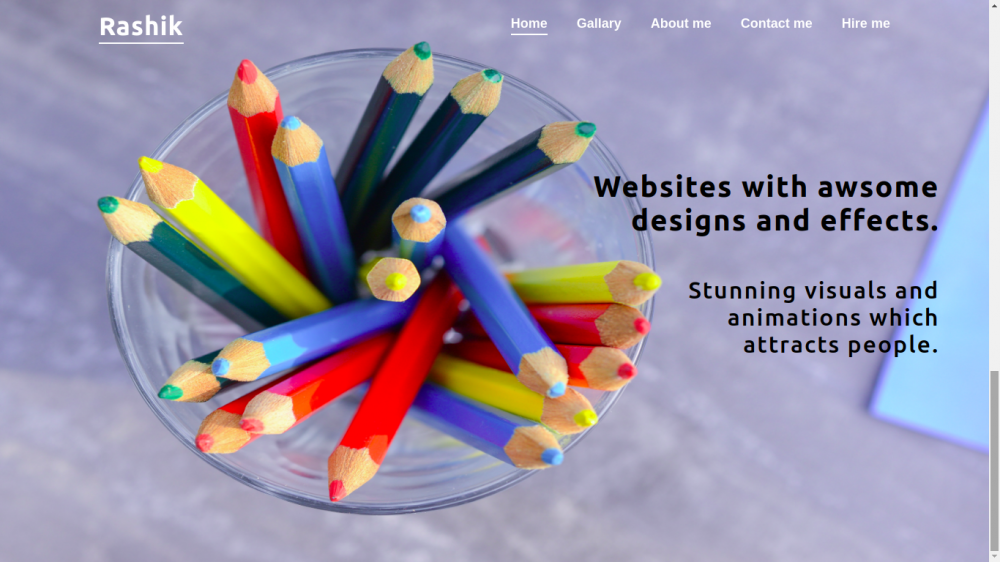 Rashik
Home Gallary About me Contact me Hire me
Websites with awsome
designs and effects.
Stunning visuals and
animations which
attracts people.